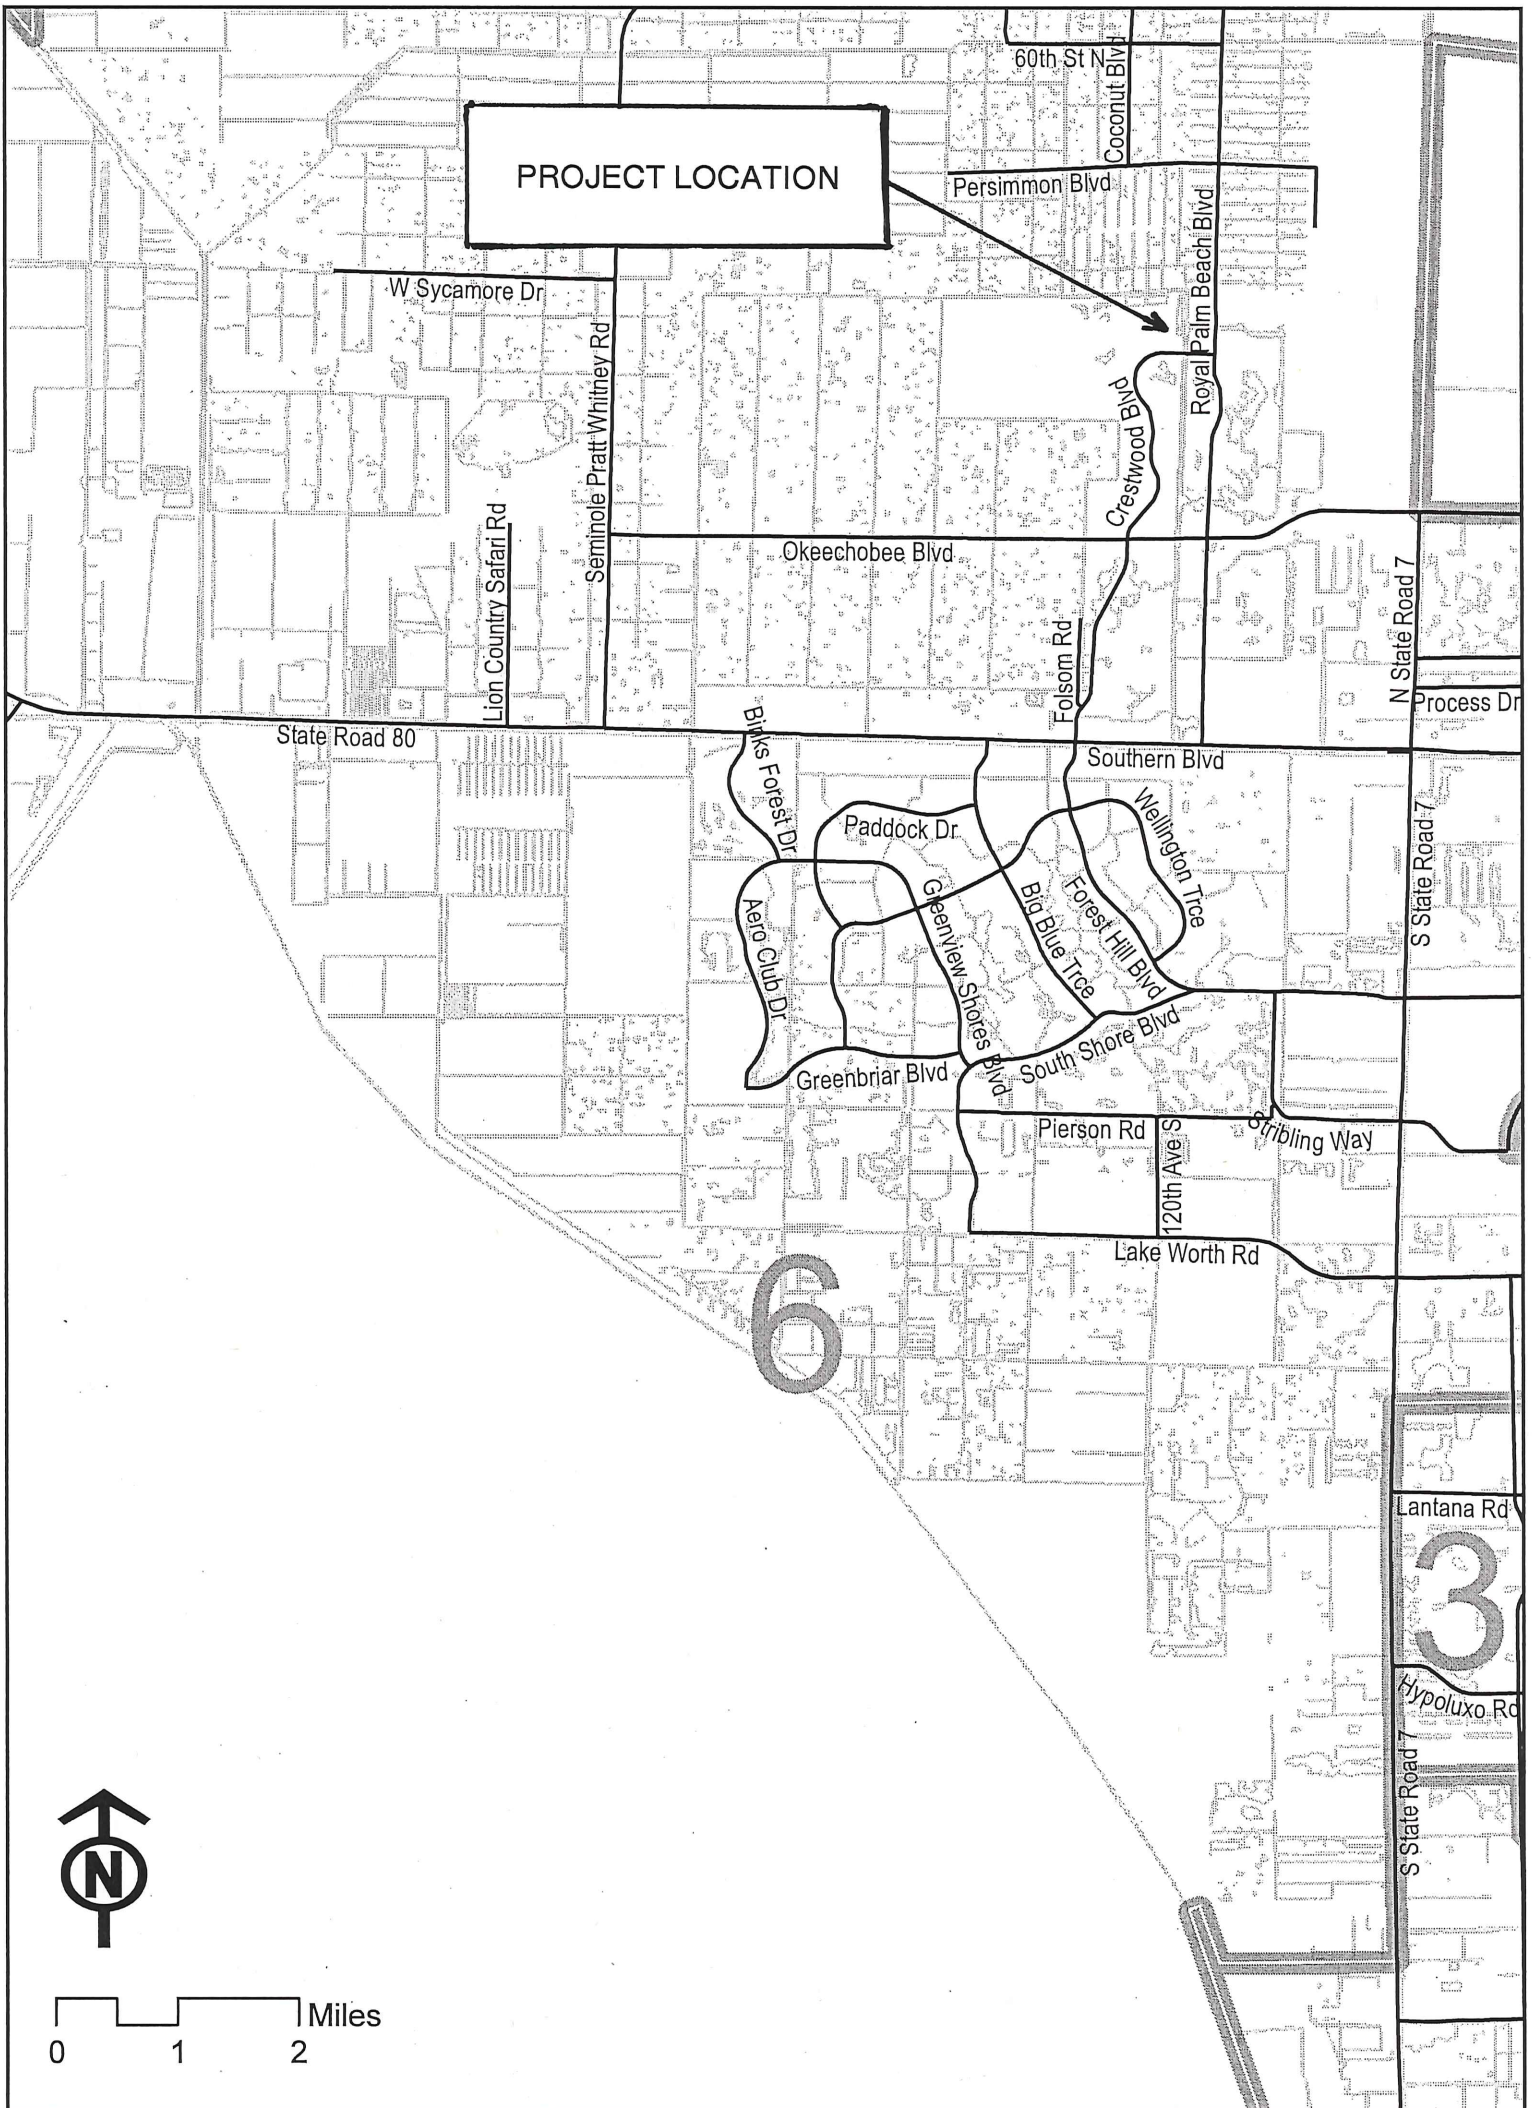 60th St N
Coconut Blvd
PROJECT LOCATION
Persimmon Blvd
Royal Palm Beach Blvd
W Sycamore Dr
Seminole Pratt Whitney Rd
Crestwood Blvd
Okeechobee Blvd
Lion Country Safari Rd
N State Road 7
Folsom Rd
Process Dr
State Road 80
Binks Forest Dr
Southern Blvd
Paddock Dr
Wellington Trce
S State Road 7
Aero Club Dr
Greenview Shores Blvd
Big Blue Trce
Forest Hill Blvd
South Shore Blvd
Greenbriar Blvd
Pierson Rd
120th Ave S
Stribling Way
Lake Worth Rd
6
Lantana Rd
3
Hypoluxo Rd
S State Road 7
N
Miles
0 1 2